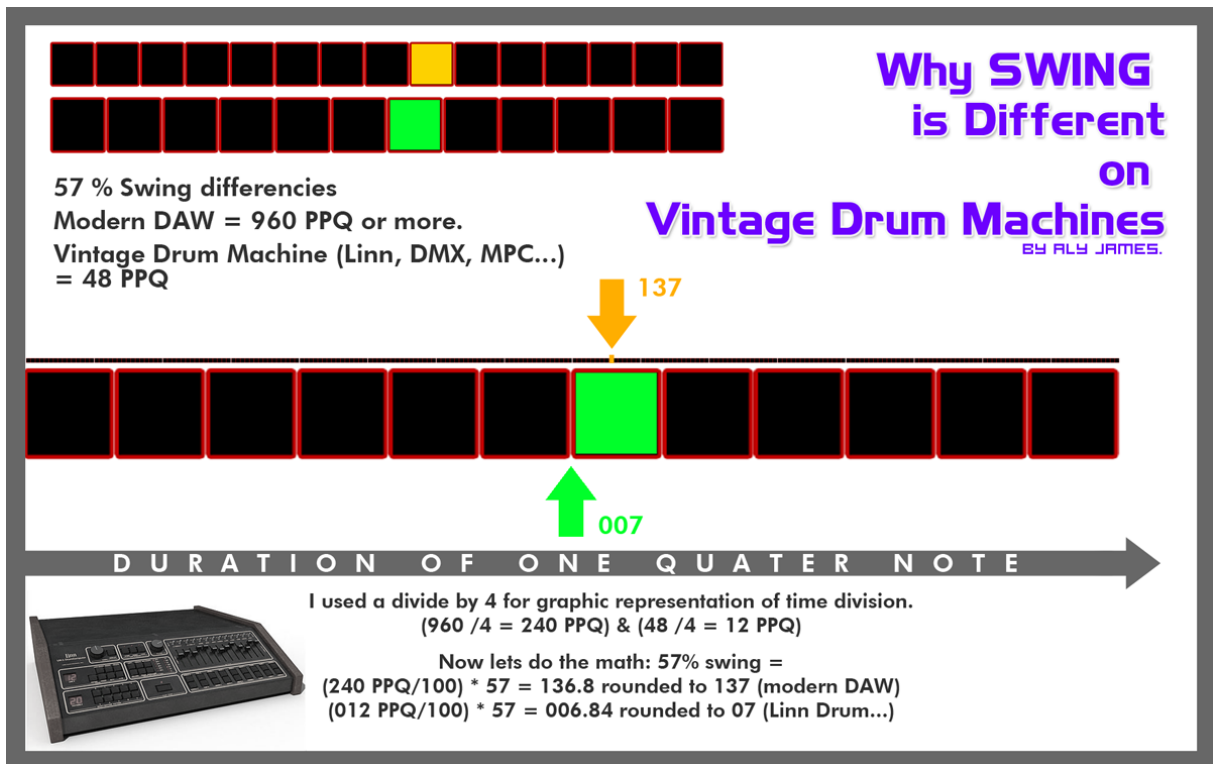 Why SWING
is Different
on
Vintage Drum Machines
BY ALY JAMES.
57 % Swing differencies
Modern DAW = 960 PPQ or more.
Vintage Drum Machine (Linn, DMX, MPC...)
= 48 PPQ
137
007
DURATION OF ONE QUATER NOTE
I used a divide by 4 for graphic representation of time division.
(960 /4 = 240 PPQ) & (48 /4 = 12 PPQ)
Now lets do the math: 57% swing =
(240 PPQ/100) * 57 = 136.8 rounded to 137 (modern DAW)
(012 PPQ/100) * 57 = 006.84 rounded to 07 (Linn Drum...)